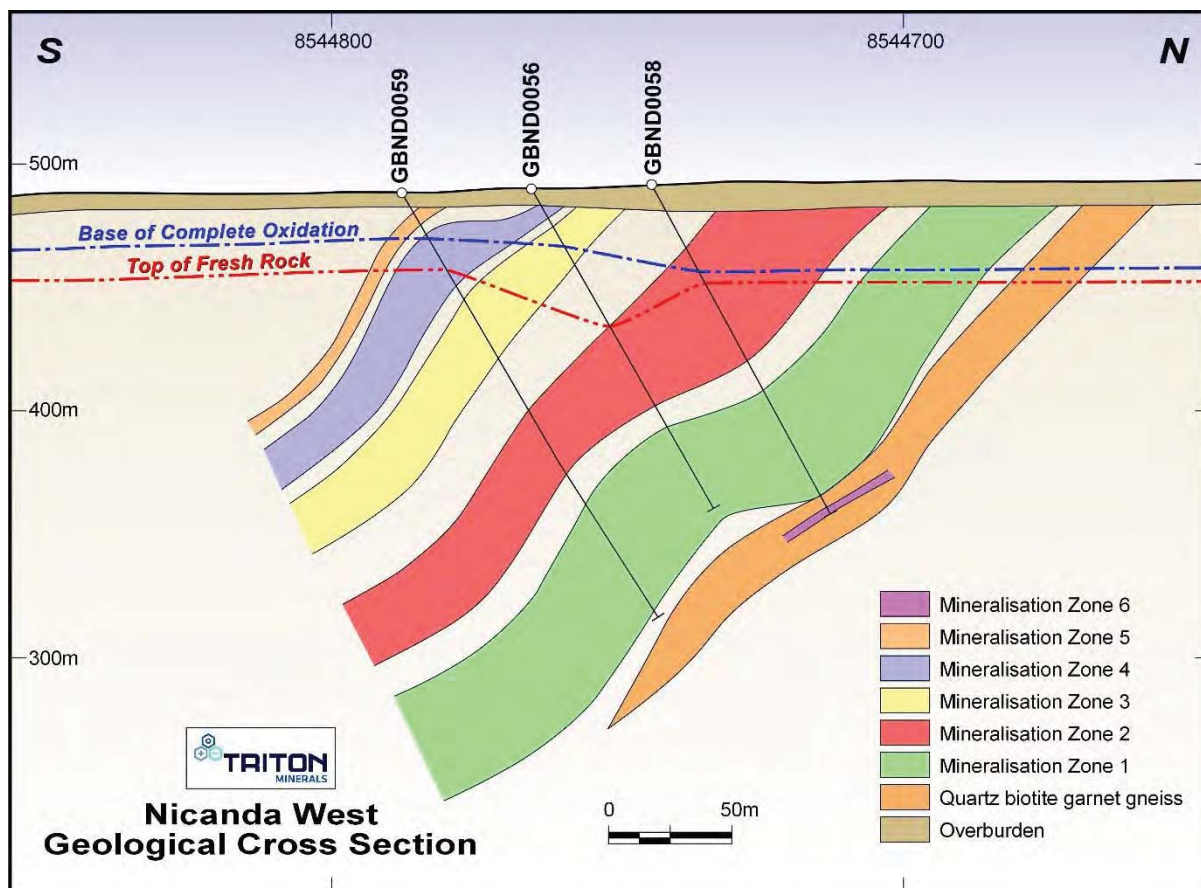 S
8544800
8544700
N
GBND0059
GBND0056
GBND0058
500m
Base of Complete Oxidation
Top of Fresh Rock
400m
300m
Mineralisation Zone 6
Mineralisation Zone 5
Mineralisation Zone 4
Mineralisation Zone 3
Mineralisation Zone 2
Mineralisation Zone 1
Quartz biotite garnet gneiss
Overburden
TRITON
MINERALS
Nicanda West
Geological Cross Section
0 50m